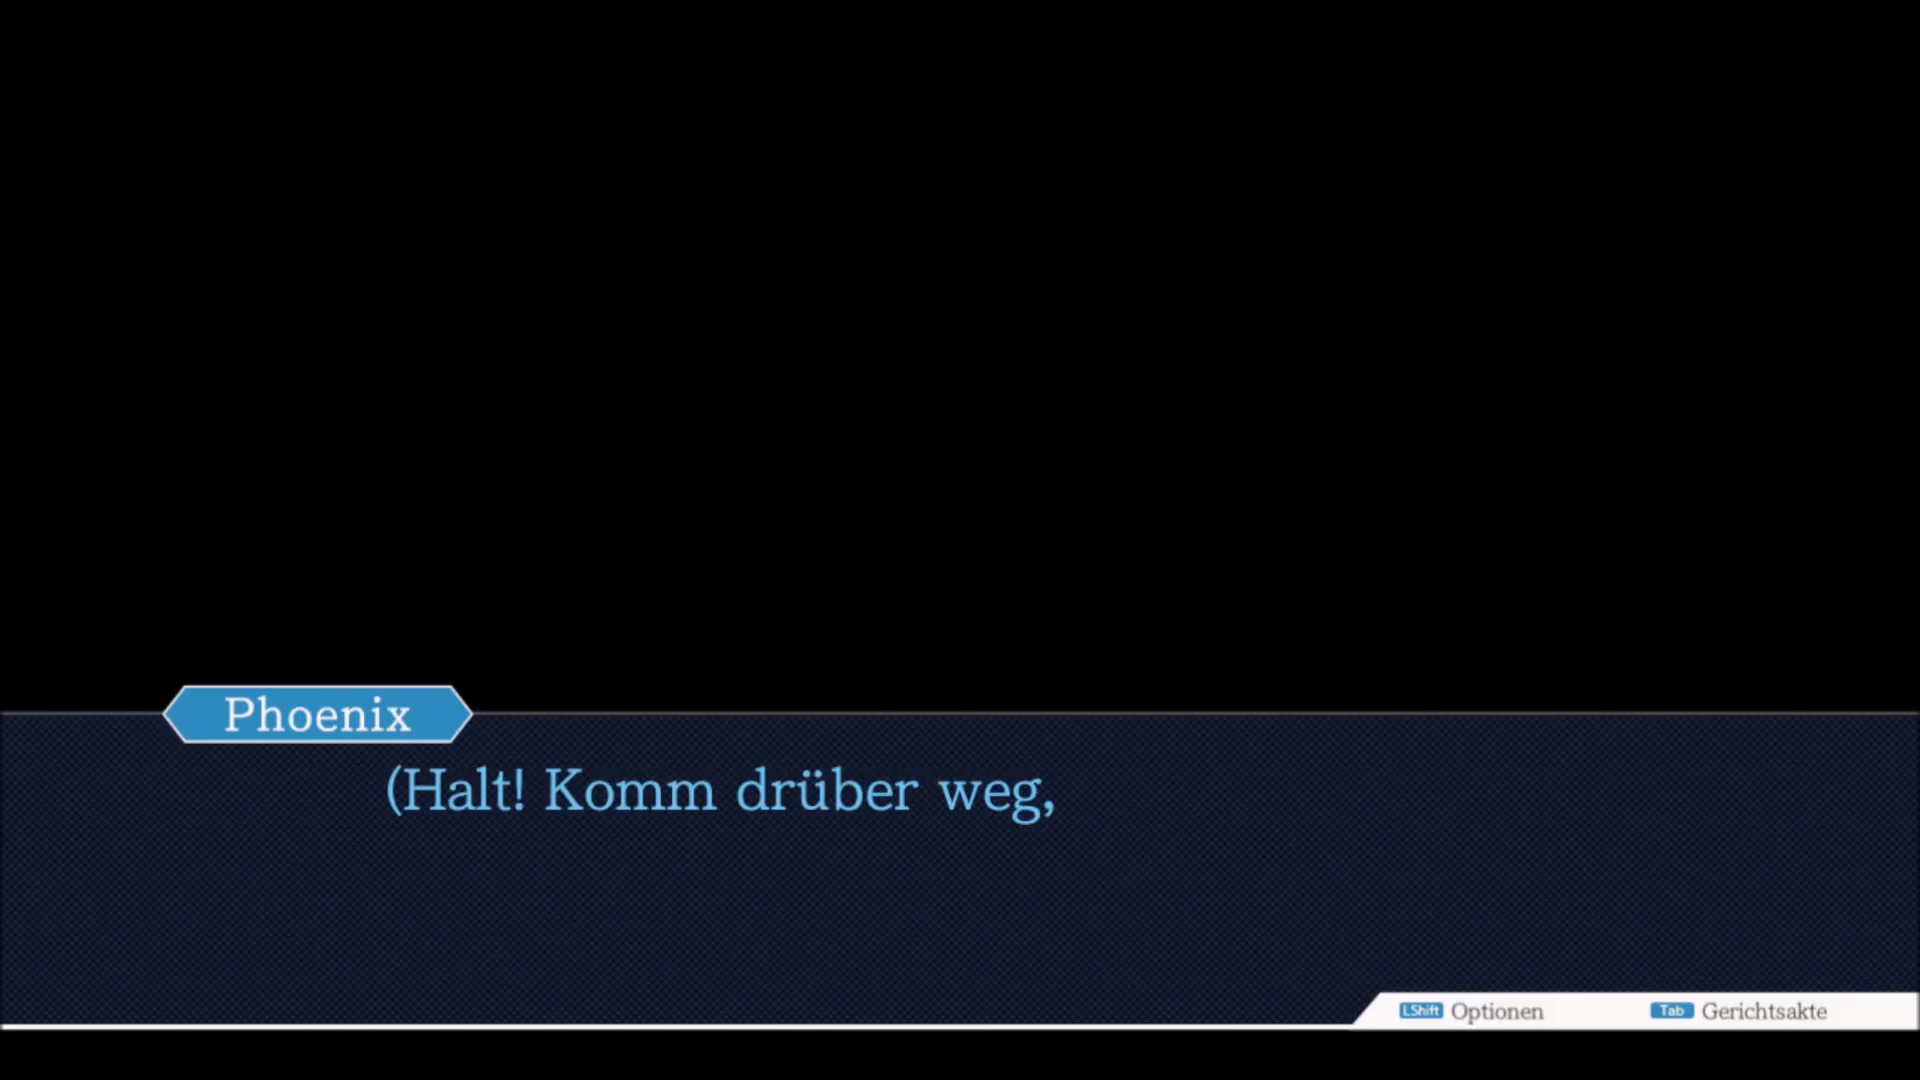 Phoenix
(Halt! Komm drüber weg,
LShift Optionen
Tab Gerichtsakte